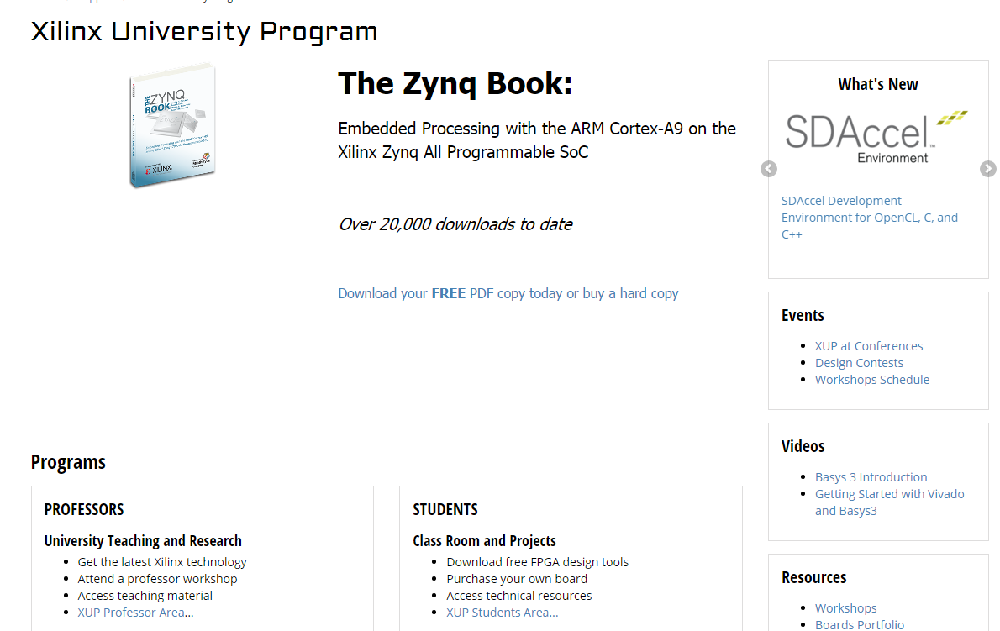 Xilinx University Program
THE
ZYNQ
BOOK
XILINX
The Zynq Book:
Embedded Processing with the ARM Cortex-A9 on the
Xilinx Zynq All Programmable SoC
Over 20,000 downloads to date
Download your FREE PDF copy today or buy a hard copy
Programs
PROFESSORS
University Teaching and Research
• Get the latest Xilinx technology
• Attend a professor workshop
• Access teaching material
• XUP Professor Area...
STUDENTS
Class Room and Projects
• Download free FPGA design tools
• Purchase your own board
• Access technical resources
• XUP Students Area...
What's New
SDAccel™
Environment
SDAccel Development
Environment for OpenCL, C, and
C++
Events
• XUP at Conferences
• Design Contests
• Workshops Schedule
Videos
• Basys 3 Introduction
• Getting Started with Vivado
and Basys3
Resources
• Workshops
• Boards Portfolio